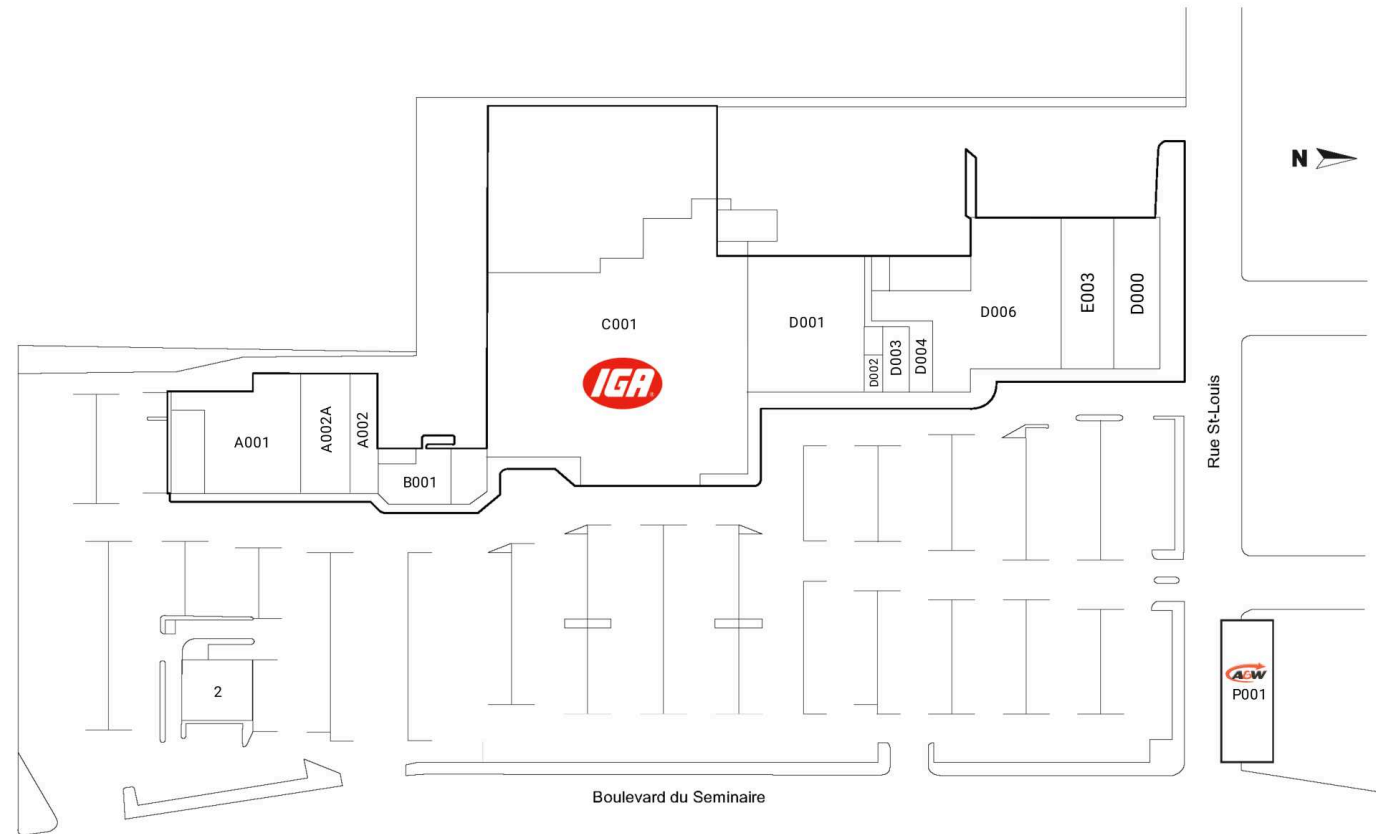 N
E003
D000
D006
C001
D001
D002
D003
D004
IGA
Rue St-Louis
A001
A002A
A002
B001
2
A&W
P001
Boulevard du Seminaire